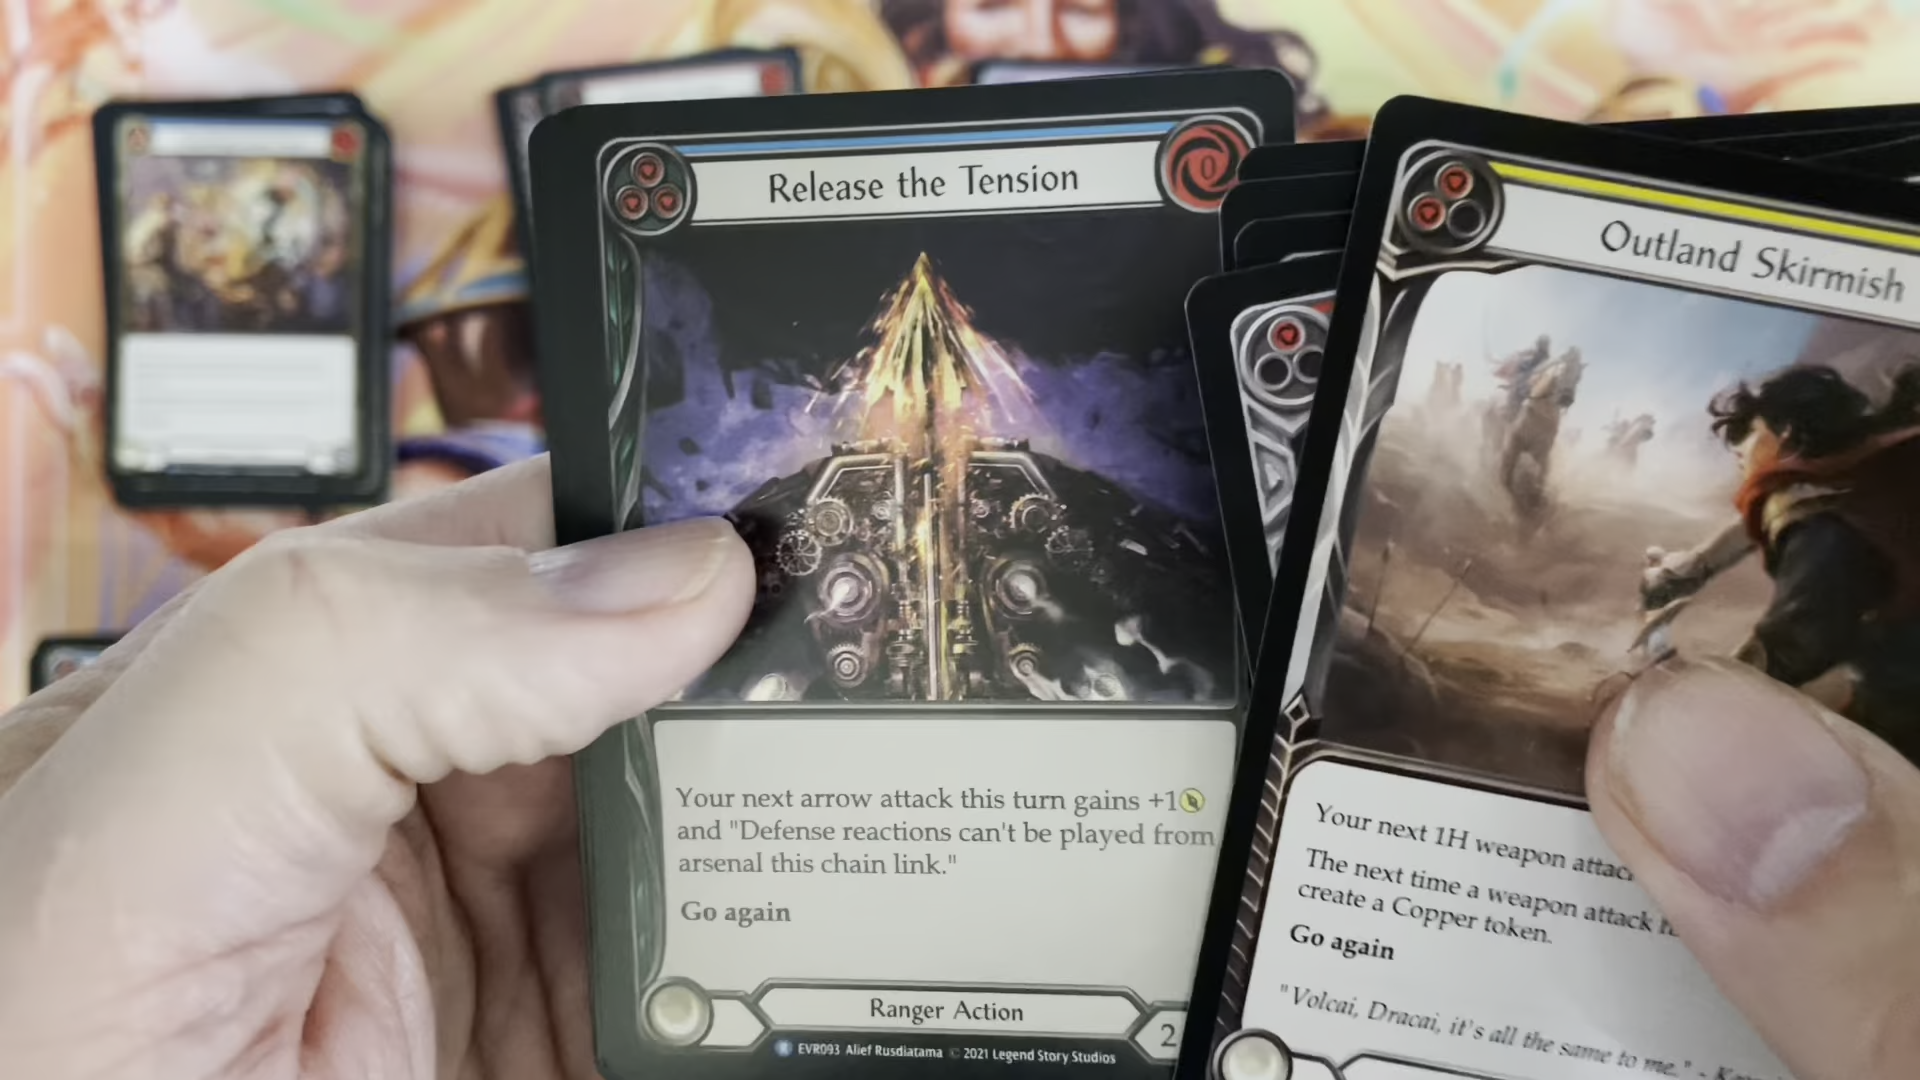 Release the Tension
0
Your next arrow attack this turn gains +1
and "Defense reactions can't be played from
arsenal this chain link."
Go again
Ranger Action
2
R EVR093 Alief Rusdiatama © 2021 Legend Story Studios
Outland Skirmish
Your next 1H weapon attac
The next time a weapon attack
create a Copper token.
Go again
"Volcai, Dracai, it's all the same to me." -